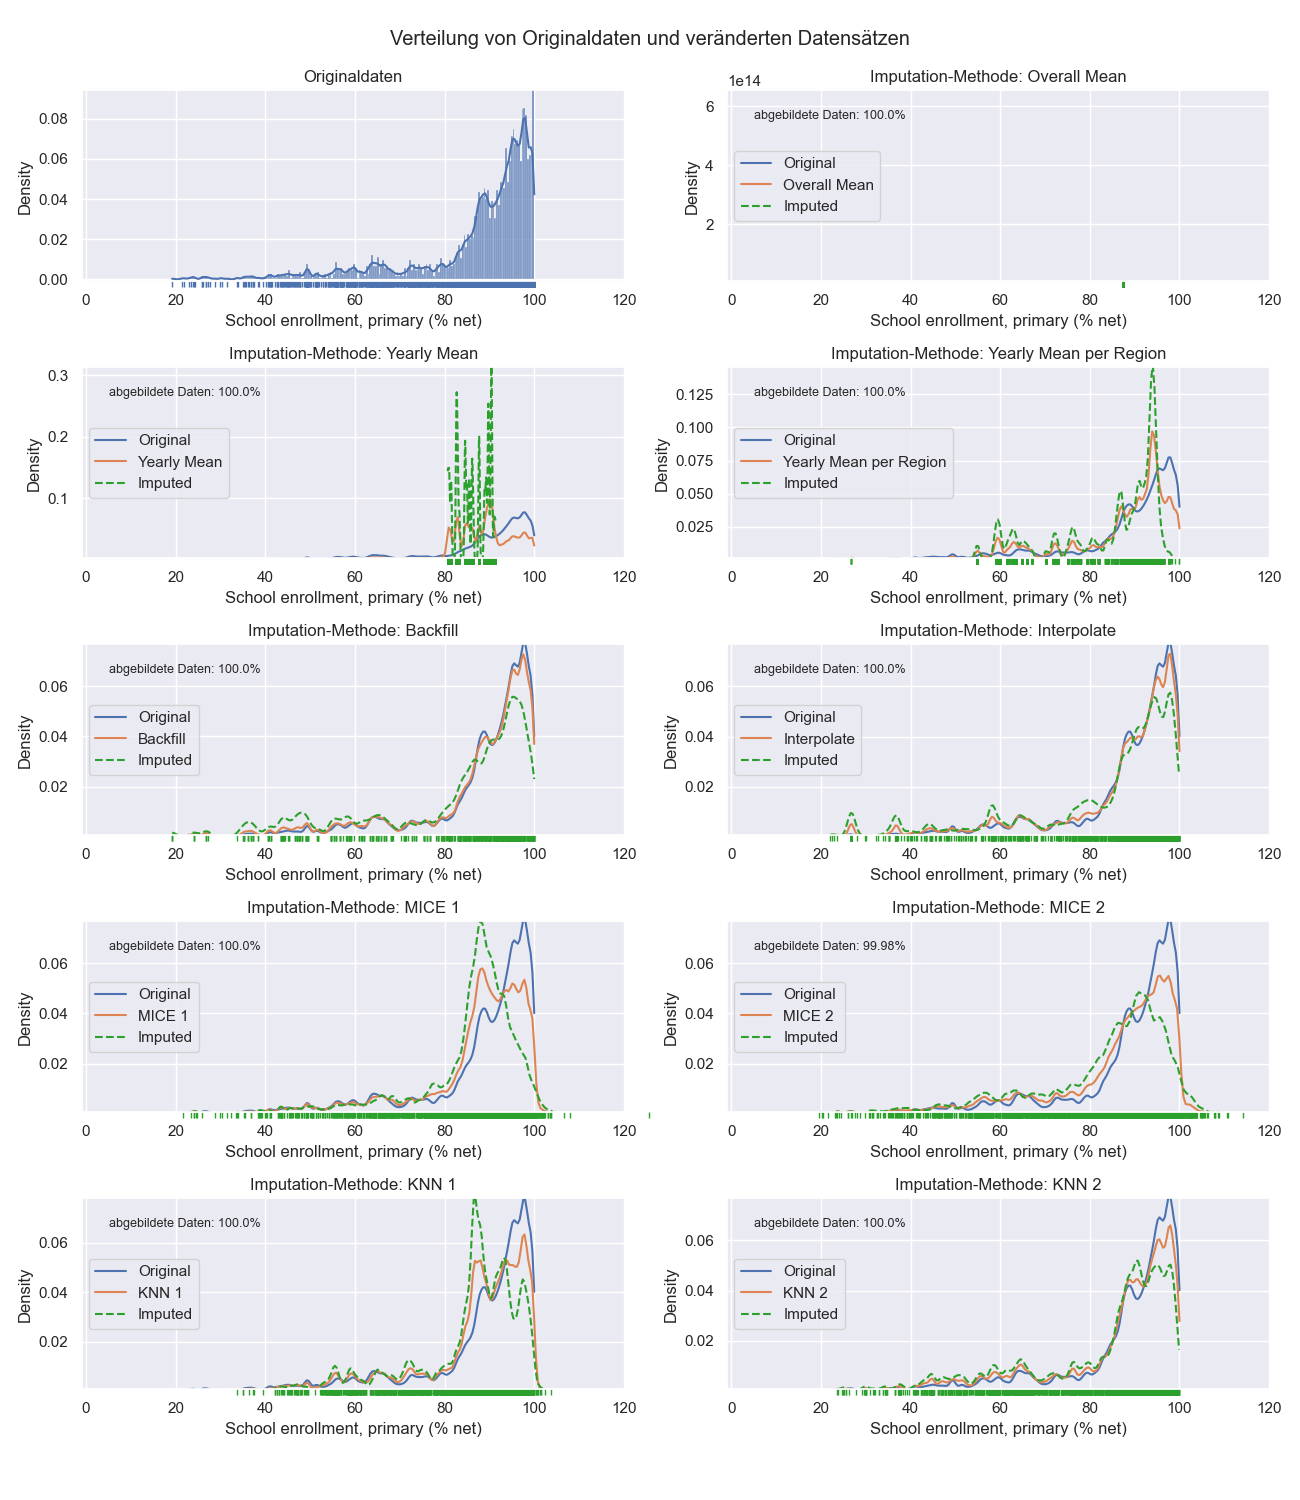 Verteilung von Originaldaten und veränderten Datensätzen
Originaldaten
0.08
0.06
0.04
0.02
0.00
Density
0 20 40 60 80 100 120
School enrollment, primary (% net)
Imputation-Methode: Overall Mean
1e14
6
4
2
Density
abgebildete Daten: 100.0%
Original
Overall Mean
Imputed
0 20 40 60 80 100 120
School enrollment, primary (% net)
Imputation-Methode: Yearly Mean
0.3
0.2
0.1
Density
abgebildete Daten: 100.0%
Original
Yearly Mean
Imputed
0 20 40 60 80 100 120
School enrollment, primary (% net)
Imputation-Methode: Yearly Mean per Region
0.125
0.100
0.075
0.050
0.025
Density
abgebildete Daten: 100.0%
Original
Yearly Mean per Region
Imputed
0 20 40 60 80 100 120
School enrollment, primary (% net)
Imputation-Methode: Backfill
0.06
0.04
0.02
Density
abgebildete Daten: 100.0%
Original
Backfill
Imputed
0 20 40 60 80 100 120
School enrollment, primary (% net)
Imputation-Methode: Interpolate
0.06
0.04
0.02
Density
abgebildete Daten: 100.0%
Original
Interpolate
Imputed
0 20 40 60 80 100 120
School enrollment, primary (% net)
Imputation-Methode: MICE 1
0.06
0.04
0.02
Density
abgebildete Daten: 100.0%
Original
MICE 1
Imputed
0 20 40 60 80 100 120
School enrollment, primary (% net)
Imputation-Methode: MICE 2
0.06
0.04
0.02
Density
abgebildete Daten: 99.98%
Original
MICE 2
Imputed
0 20 40 60 80 100 120
School enrollment, primary (% net)
Imputation-Methode: KNN 1
0.06
0.04
0.02
Density
abgebildete Daten: 100.0%
Original
KNN 1
Imputed
0 20 40 60 80 100 120
School enrollment, primary (% net)
Imputation-Methode: KNN 2
0.06
0.04
0.02
Density
abgebildete Daten: 100.0%
Original
KNN 2
Imputed
0 20 40 60 80 100 120
School enrollment, primary (% net)